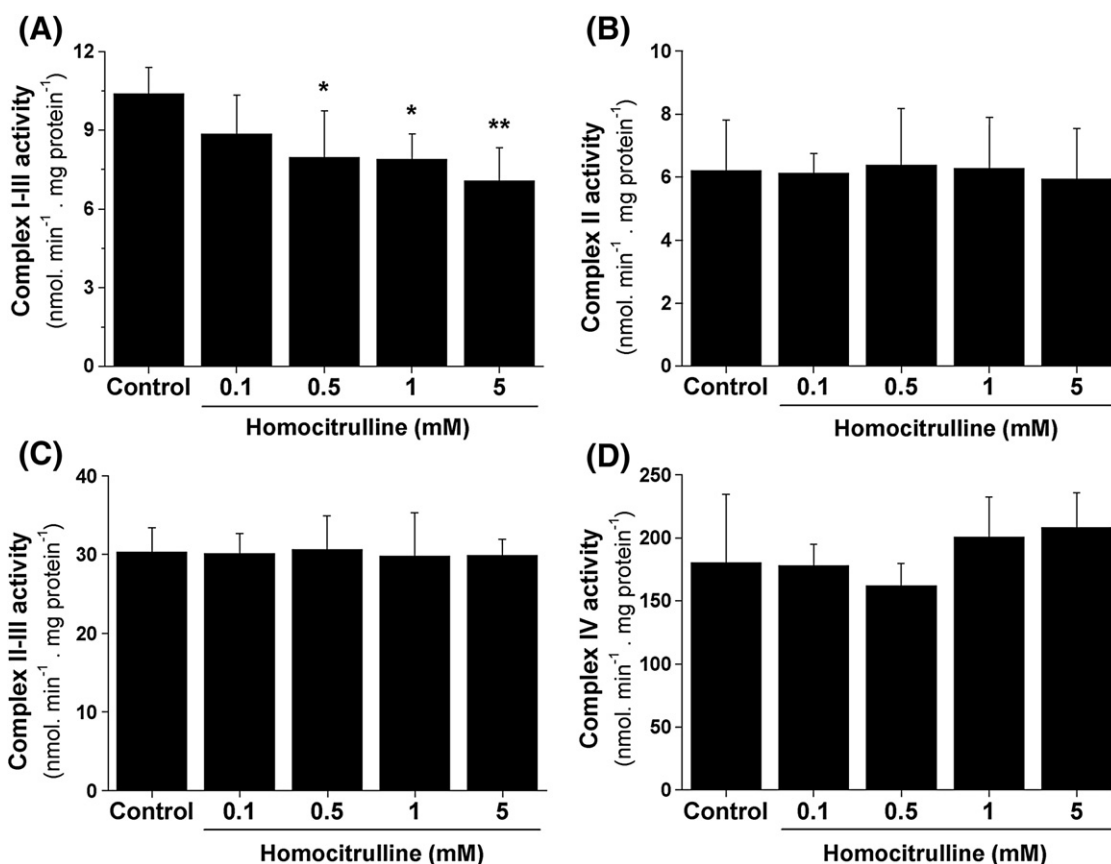 (A)
Complex I-III activity
(nmol. min⁻¹ . mg protein⁻¹)
12
9
6
3
0
*
*
**
Control 0.1 0.5 1 5
Homocitrulline (mM)
(B)
Complex II activity
(nmol. min⁻¹ . mg protein⁻¹)
10
8
6
4
2
0
Control 0.1 0.5 1 5
Homocitrulline (mM)
(C)
Complex II-III activity
(nmol. min⁻¹ . mg protein⁻¹)
40
30
20
10
0
Control 0.1 0.5 1 5
Homocitrulline (mM)
(D)
Complex IV activity
(nmol. min⁻¹ . mg protein⁻¹)
250
200
150
100
50
0
Control 0.1 0.5 1 5
Homocitrulline (mM)